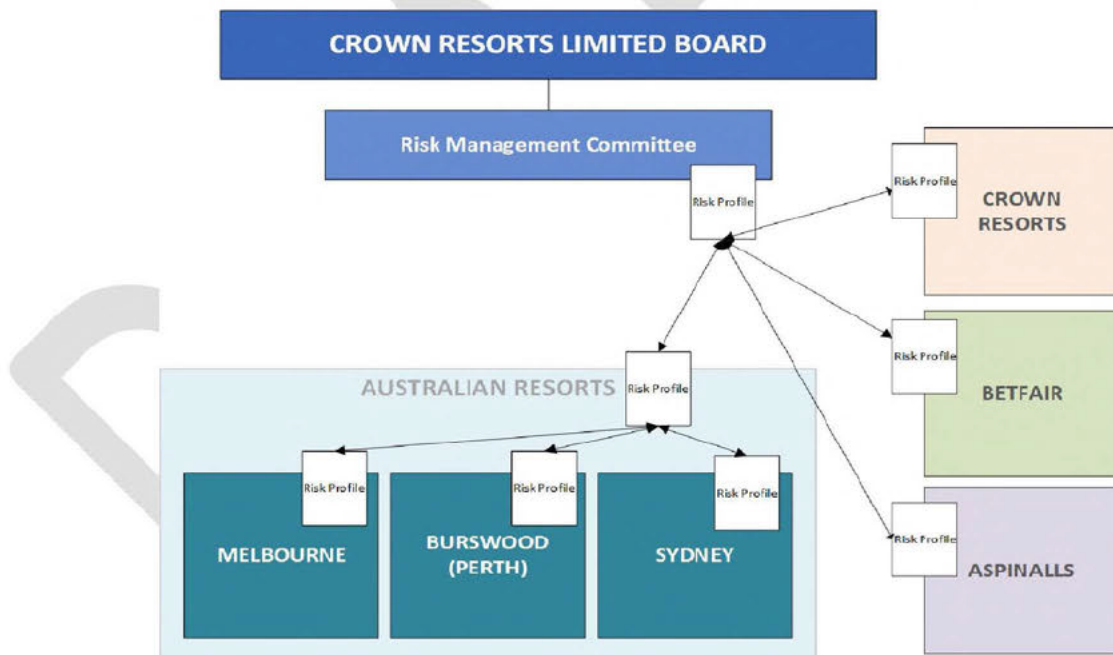 CROWN RESORTS LIMITED BOARD
Risk Management Committee
Risk Profile
Risk Profile
CROWN
RESORTS
Risk Profile
BETFAIR
AUSTRALIAN RESORTS
Risk Profile
Risk Profile
MELBOURNE
Risk Profile
BURSWOOD
(PERTH)
Risk Profile
SYDNEY
Risk Profile
ASPINALLS